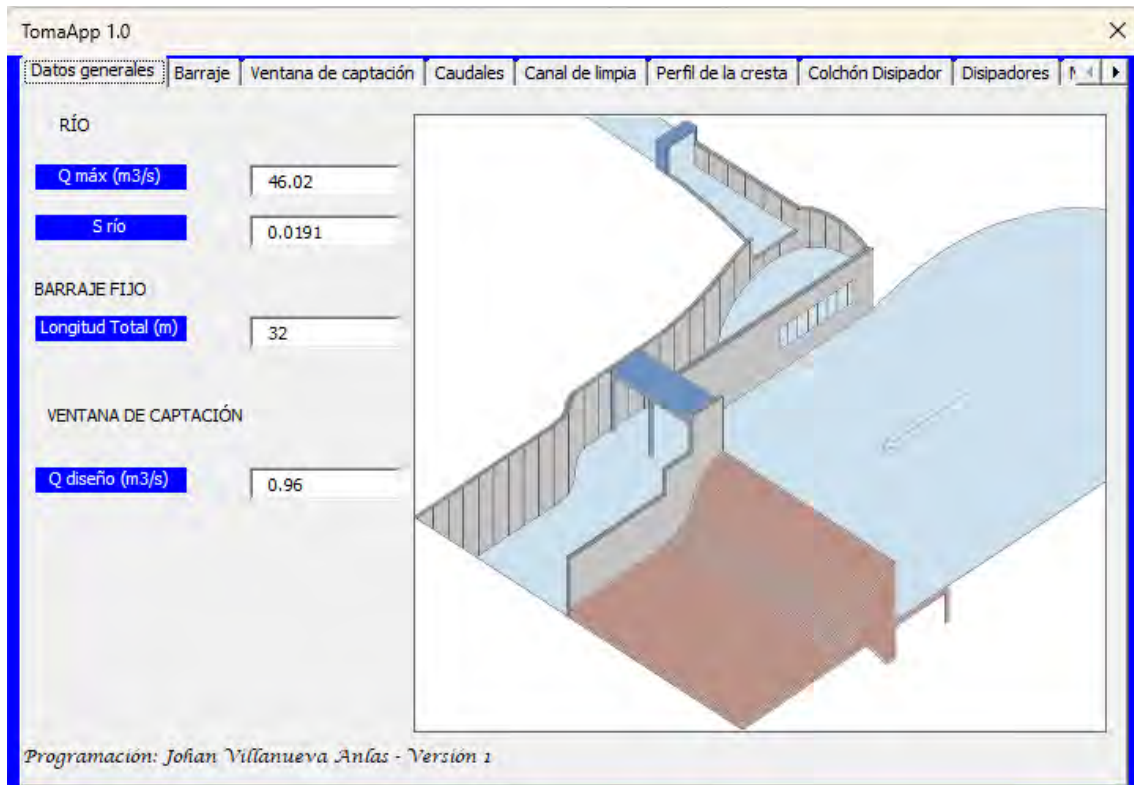 TomaApp 1.0
Datos generales Barraje Ventana de captación Caudales Canal de limpia Perfil de la cresta Colchón Disipador Disipadores
RÍO
Q máx (m3/s) 46.02
S río 0.0191
BARRAJE FIJO
Longitud Total (m) 32
VENTANA DE CAPTACIÓN
Q diseño (m3/s) 0.96
Programación: Johan Villanueva Anlas - Versión 1